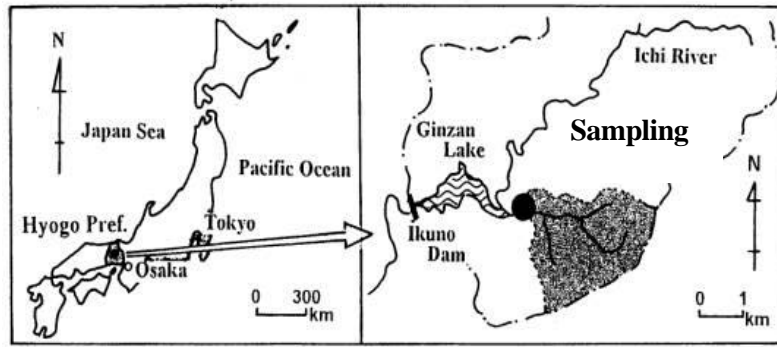 N
Japan Sea
Pacific Ocean
Hyogo Pref.
Tokyo
Osaka
0 300
km
Ichi River
Ginzan
Lake
Sampling
N
Ikuno
Dam
0 1
km